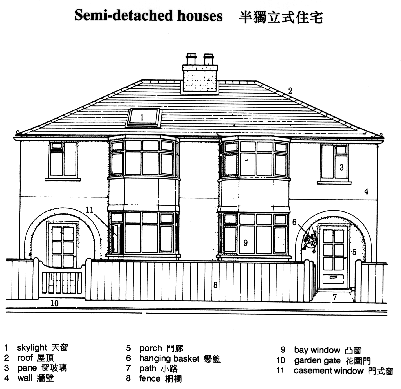 Semi-detached houses 半獨立式住宅
2
1
3
4
11
6
9
5
8
10
7
1 skylight 天窗
2 roof 屋頂
3 pane 窗玻璃
4 wall 牆壁
5 porch 門廊
6 hanging basket 弔籃
7 path 小路
8 fence 柵欄
9 bay window 凸窗
10 garden gate 花園門
11 casement window 門式窗